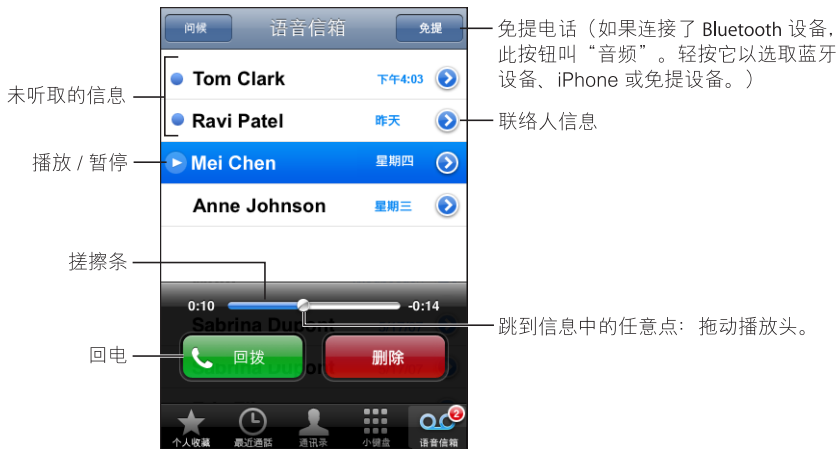 问候
语音信箱
免提
免提电话（如果连接了 Bluetooth 设备，
此按钮叫“音频”。轻按它以选取蓝牙
设备、iPhone 或免提设备。）
未听取的信息
Tom Clark
下午4:03
Ravi Patel
昨天
联络人信息
播放 / 暂停
Mei Chen
星期四
Anne Johnson
星期三
搓擦条
0:10
-0:14
Sabrina Dupont
跳到信息中的任意点：拖动播放头。
回电
回拨
删除
个人收藏
最近通话
通讯录
小键盘
2
语音信箱